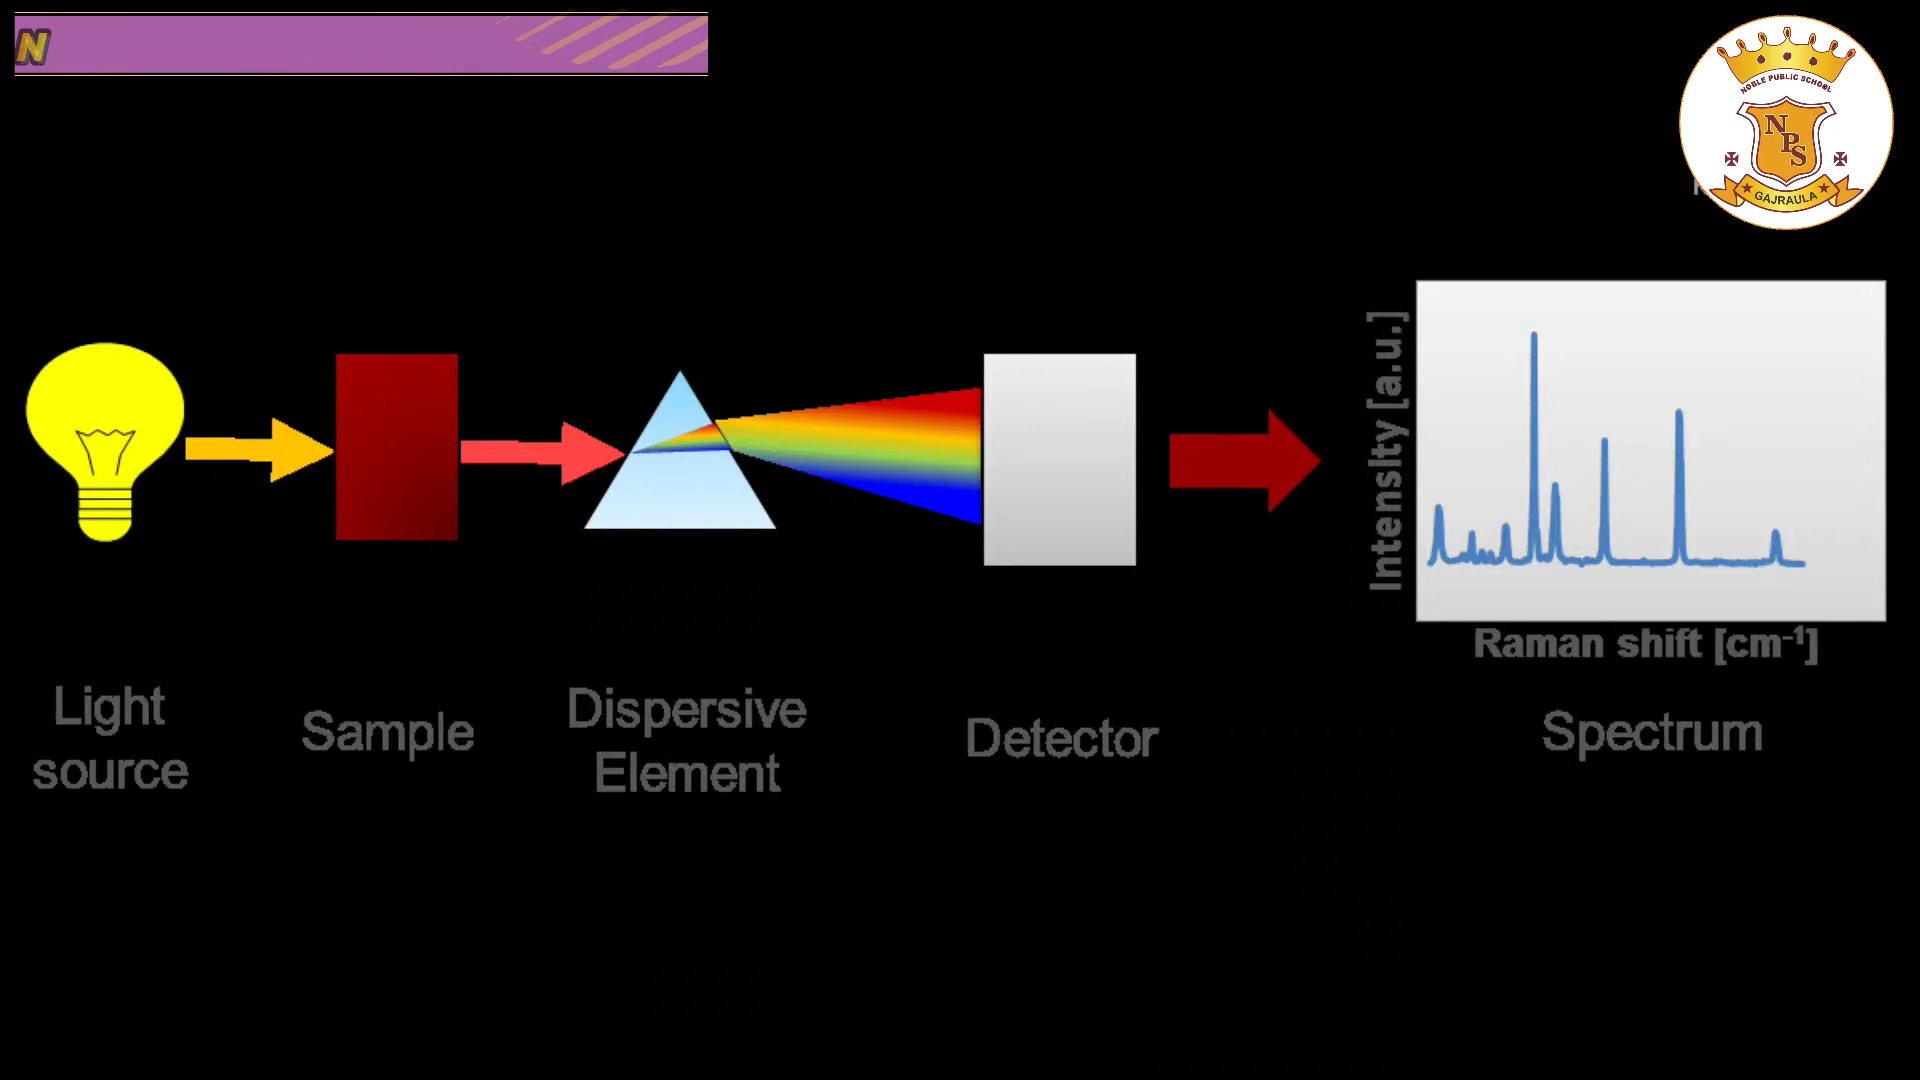 N
NOBLE PUBLIC SCHOOL
NPS
GAJRAULA
Intensity [a.u.]
Raman shift [cm⁻¹]
Light
source
Sample
Dispersive
Element
Detector
Spectrum